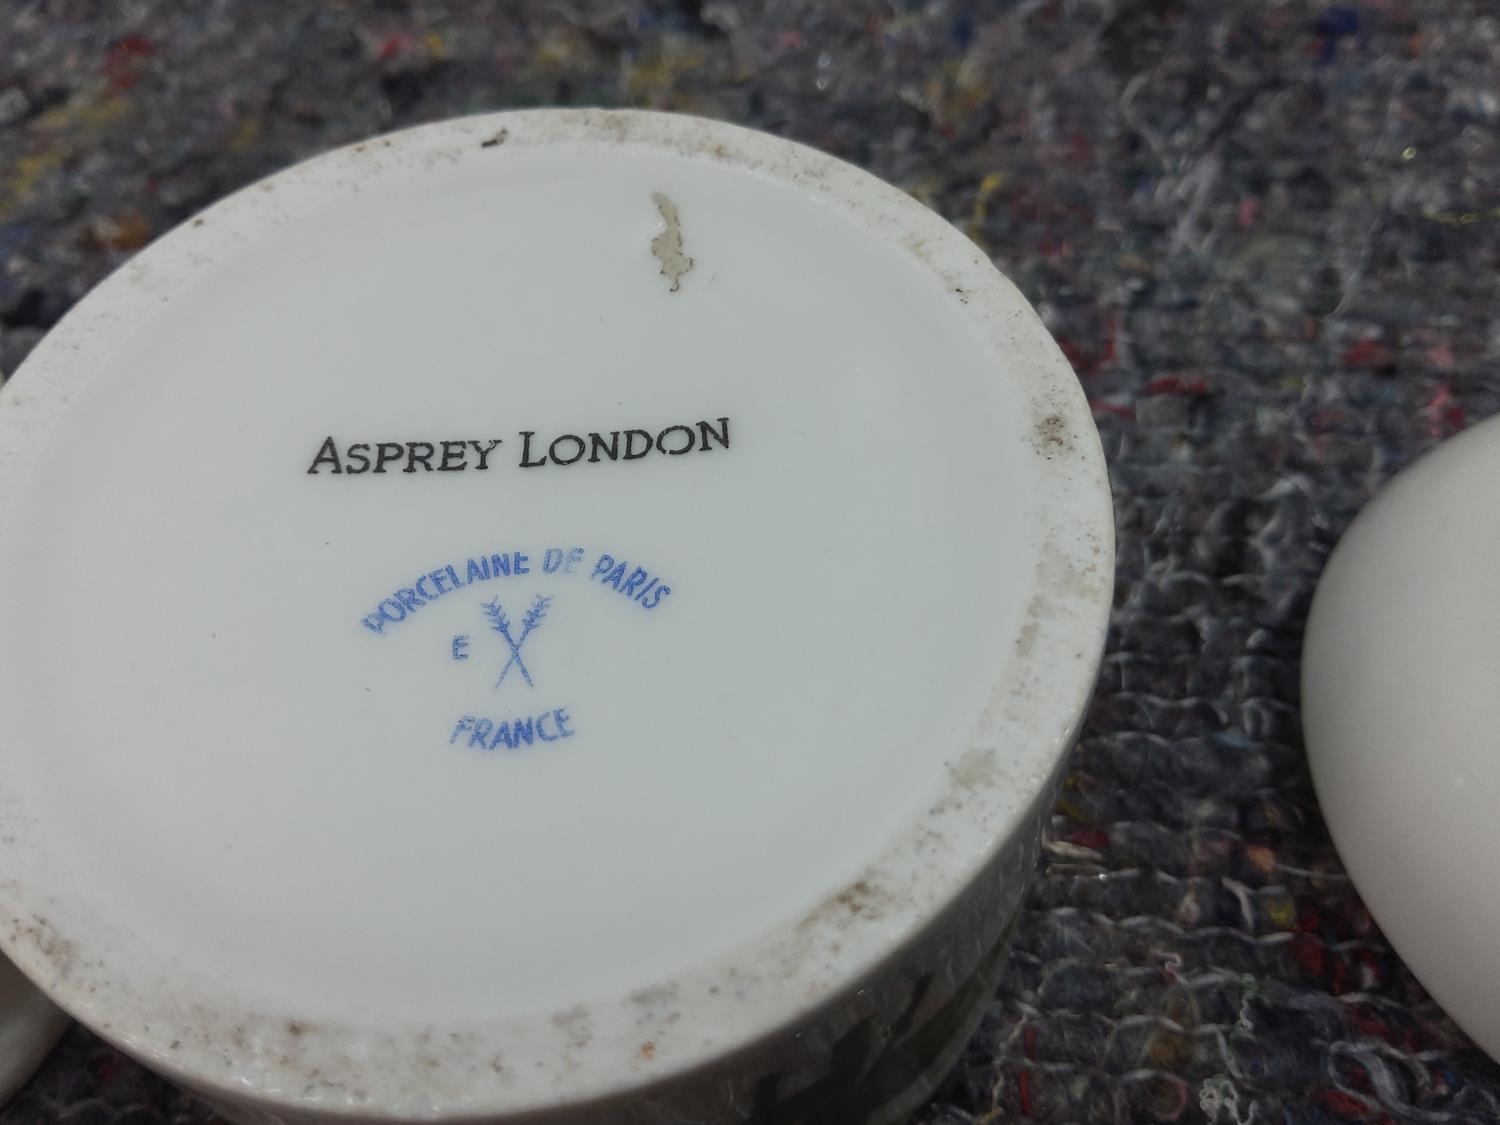 ASPREY LONDON
PORCELAINE DE PARIS
E
FRANCE